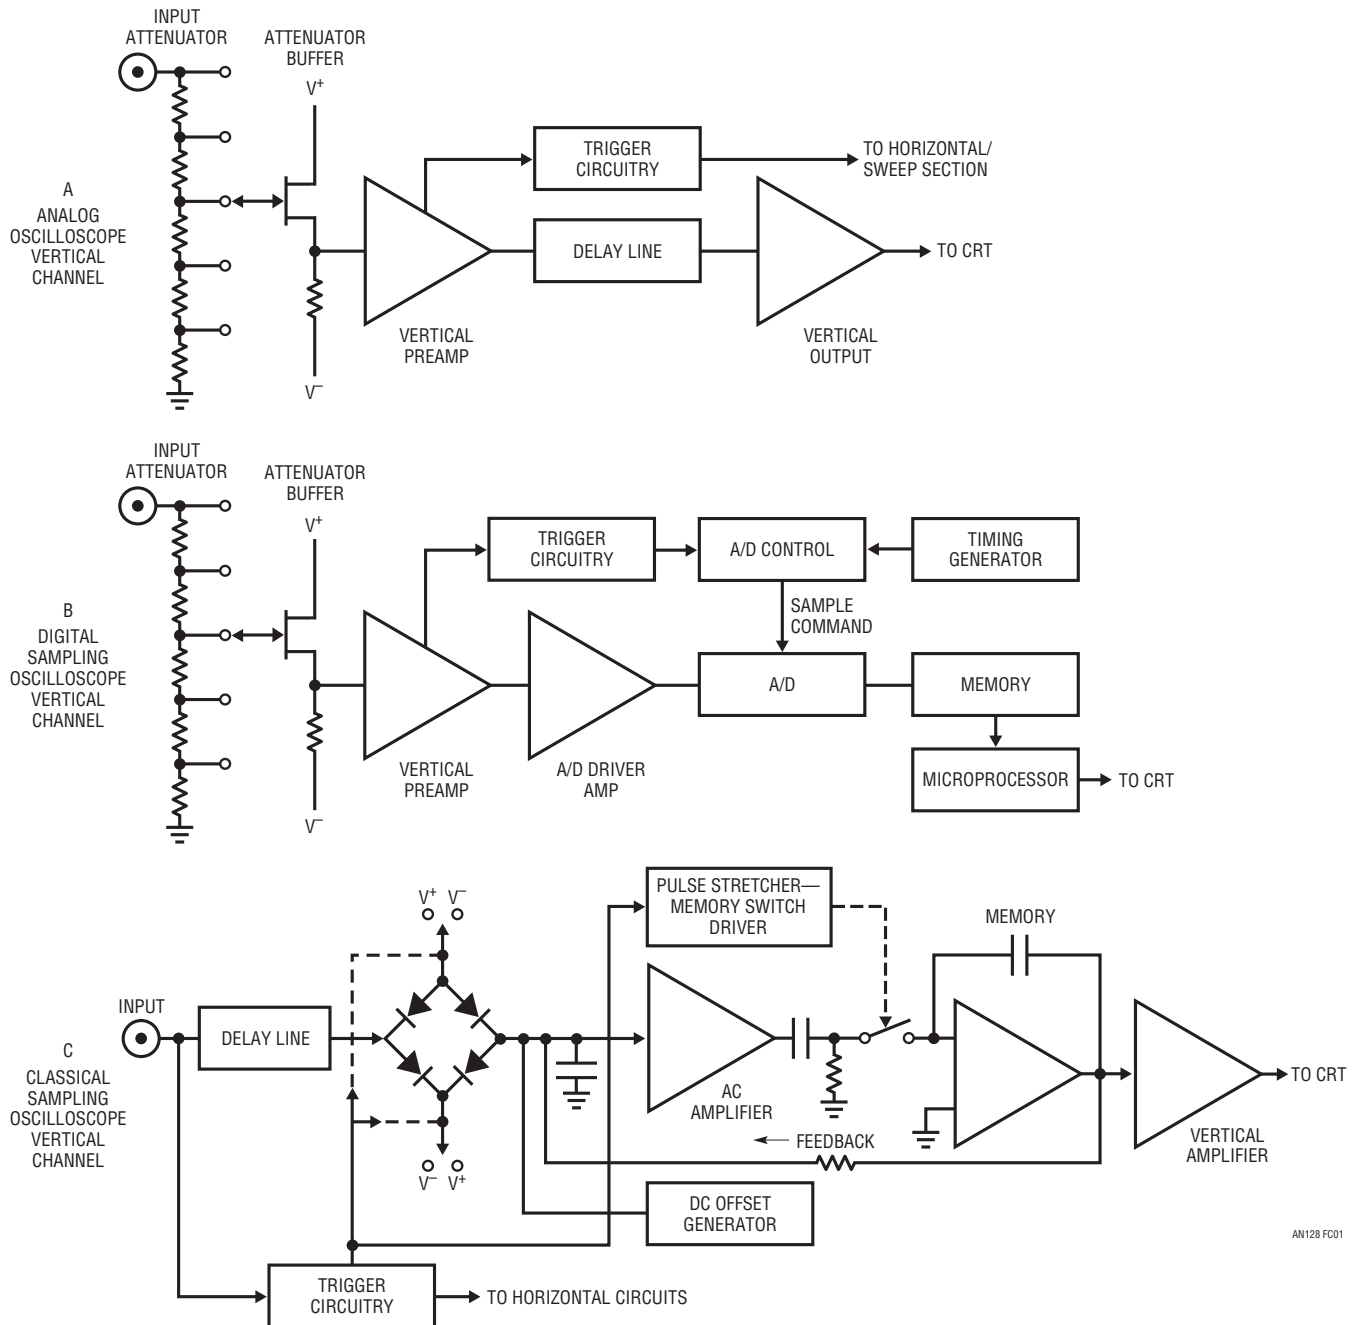 INPUT
ATTENUATOR
ATTENUATOR
BUFFER
V+
A
ANALOG
OSCILLOSCOPE
VERTICAL
CHANNEL
V–
VERTICAL
PREAMP
TRIGGER
CIRCUITRY
TO HORIZONTAL/
SWEEP SECTION
DELAY LINE
VERTICAL
OUTPUT
TO CRT
INPUT
ATTENUATOR
ATTENUATOR
BUFFER
V+
B
DIGITAL
SAMPLING
OSCILLOSCOPE
VERTICAL
CHANNEL
V–
VERTICAL
PREAMP
TRIGGER
CIRCUITRY
A/D CONTROL
TIMING
GENERATOR
SAMPLE
COMMAND
A/D DRIVER
AMP
A/D
MEMORY
MICROPROCESSOR
TO CRT
C
CLASSICAL
SAMPLING
OSCILLOSCOPE
VERTICAL
CHANNEL
INPUT
DELAY LINE
V+ V–
V– V+
PULSE STRETCHER—
MEMORY SWITCH
DRIVER
MEMORY
AC
AMPLIFIER
FEEDBACK
DC OFFSET
GENERATOR
VERTICAL
AMPLIFIER
TO CRT
TRIGGER
CIRCUITRY
TO HORIZONTAL CIRCUITS
AN128 FC01